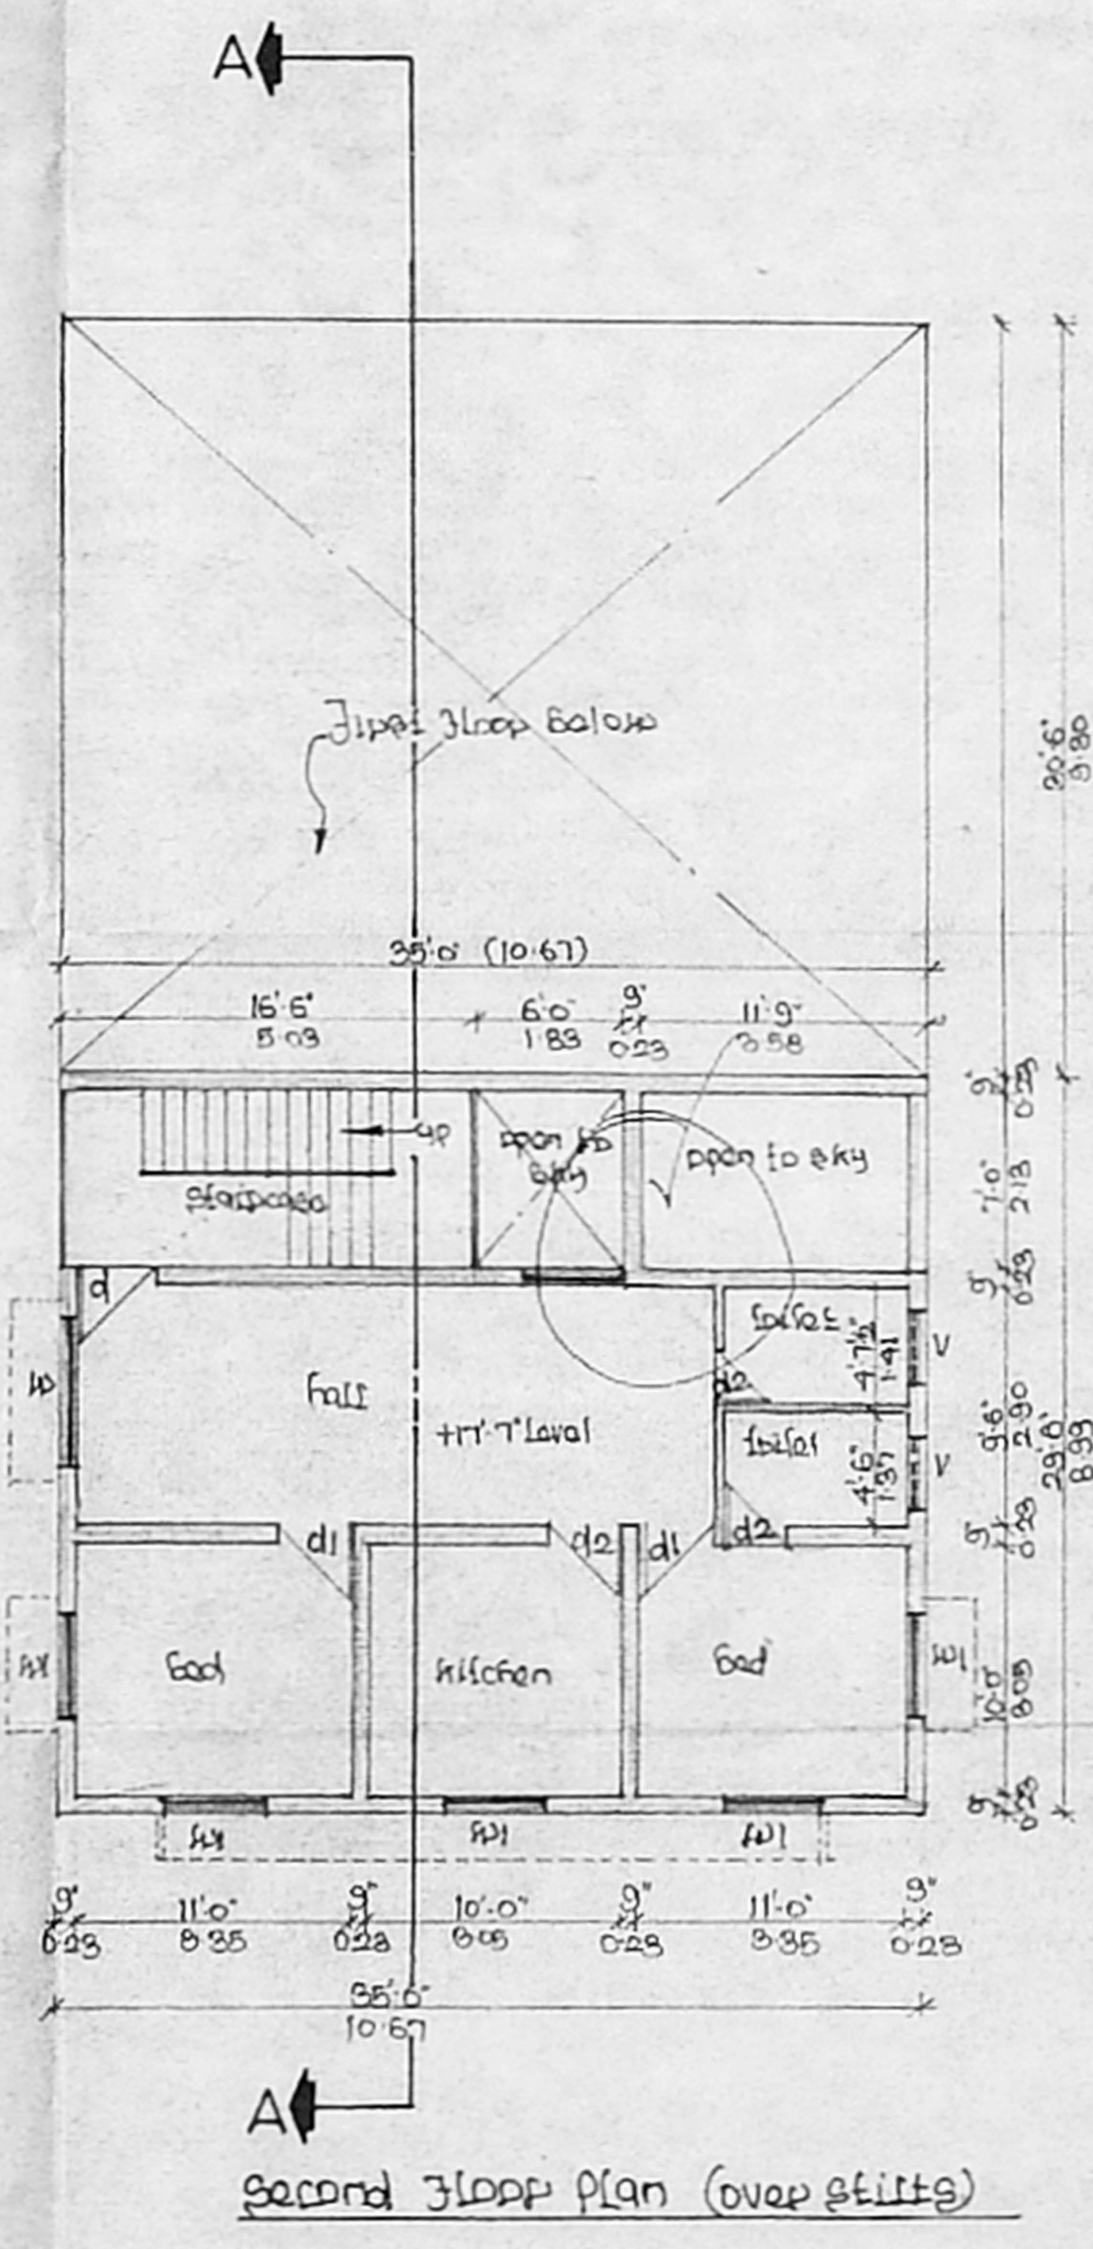 A
First Floor Below
30'.6"
9.30
35'.0" (10.67)
16'.6" 6'.0" 9" 11'.9"
5.03 1.83 0.23 3.58
9"
0.23
up
open to
sky
open to sky
staircase
7'.0"
2.13
9"
0.23
d
toilet
4'.7½"
1.41
V
W
d2
hall
+17'.7" Level
toilet
4'.6"
1.37
V
9'.6"
2.90
29'.6"
8.99
d1
d2
d1
d2
9"
0.23
W1
bed
kitchen
bed
W1
10'.0"
3.05
9"
0.23
W1 W1 W1
9" 11'.0" 9" 10'.0" 9" 11'.0" 9"
0.23 3.35 0.23 3.05 0.23 3.35 0.23
35'.0"
10.67
A
Second Floor Plan (over stilts)